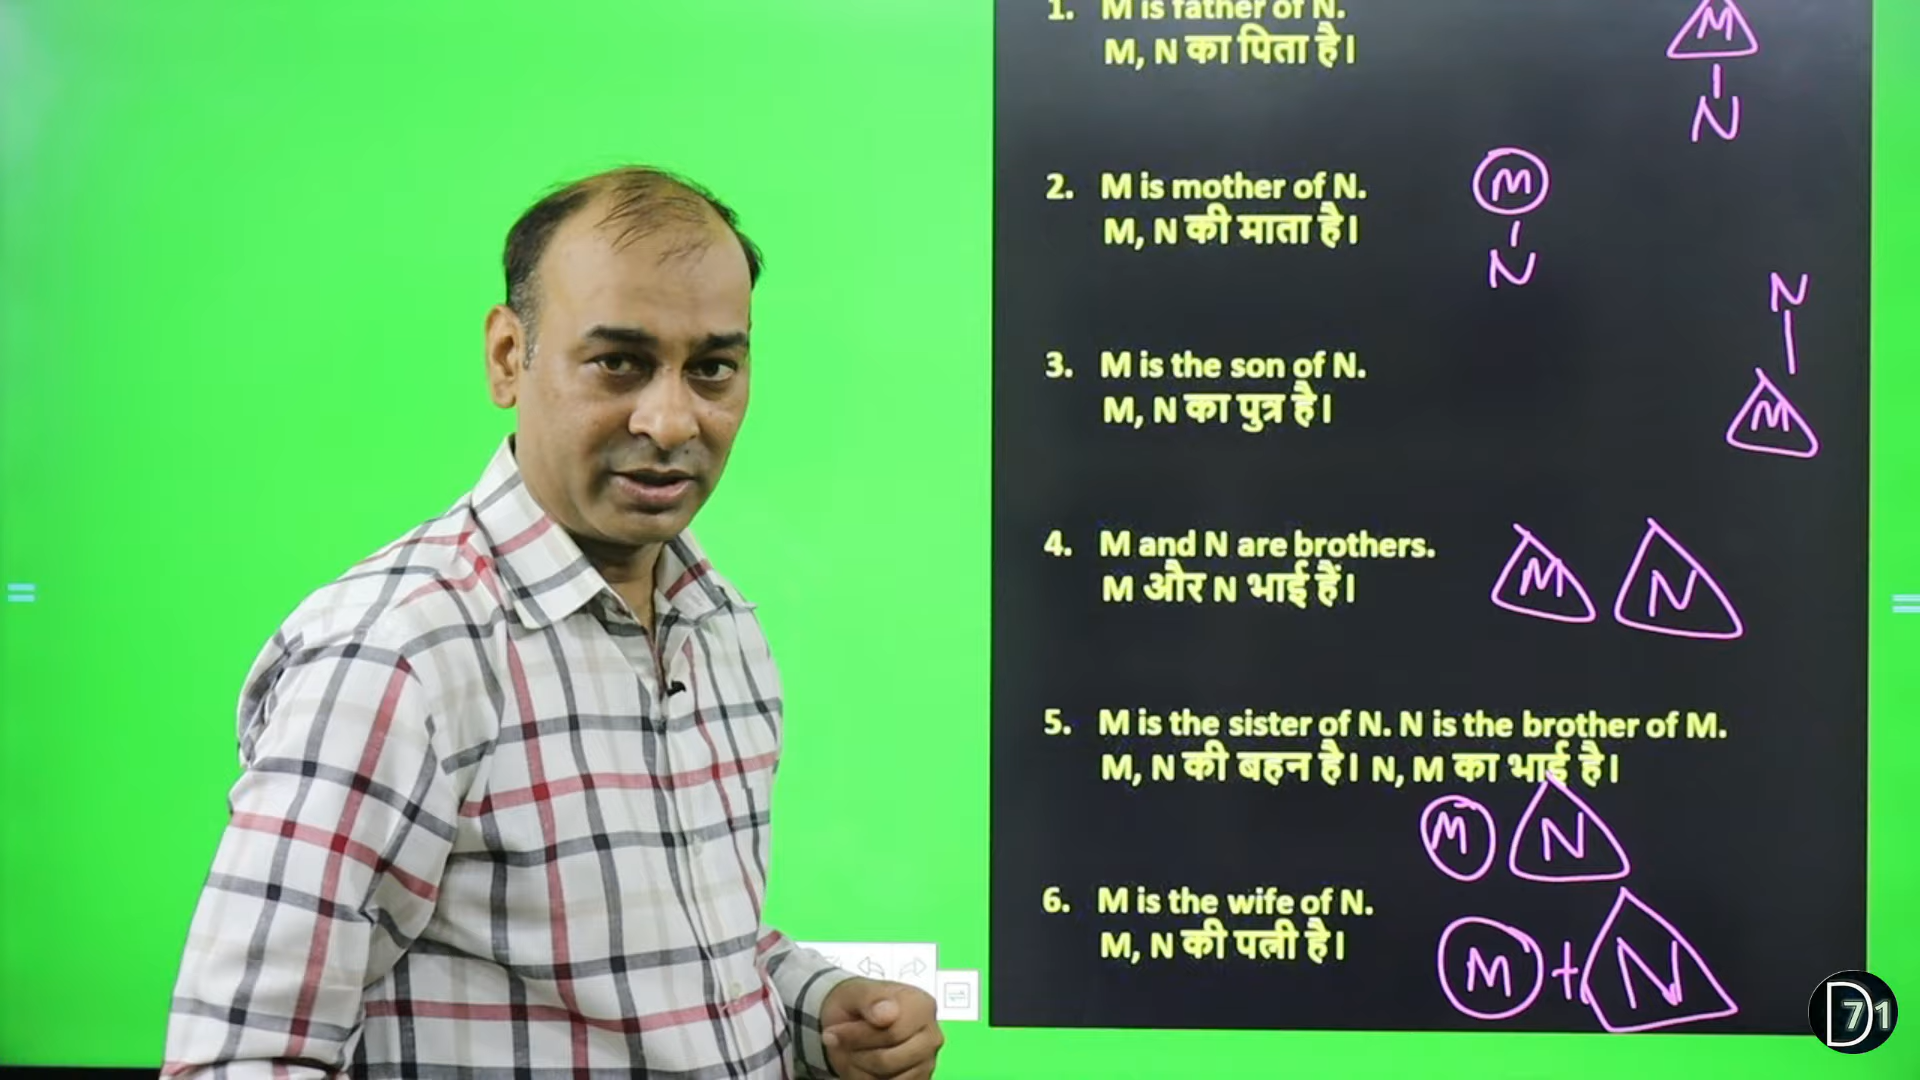 1. M is father of N.
M, N का पिता है।
M
N
2. M is mother of N.
M, N की माता है।
M
N
3. M is the son of N.
M, N का पुत्र है।
N
M
4. M and N are brothers.
M और N भाई हैं।
M N
5. M is the sister of N. N is the brother of M.
M, N की बहन है। N, M का भाई है।
M N
6. M is the wife of N.
M, N की पत्नी है।
M + N
D 71